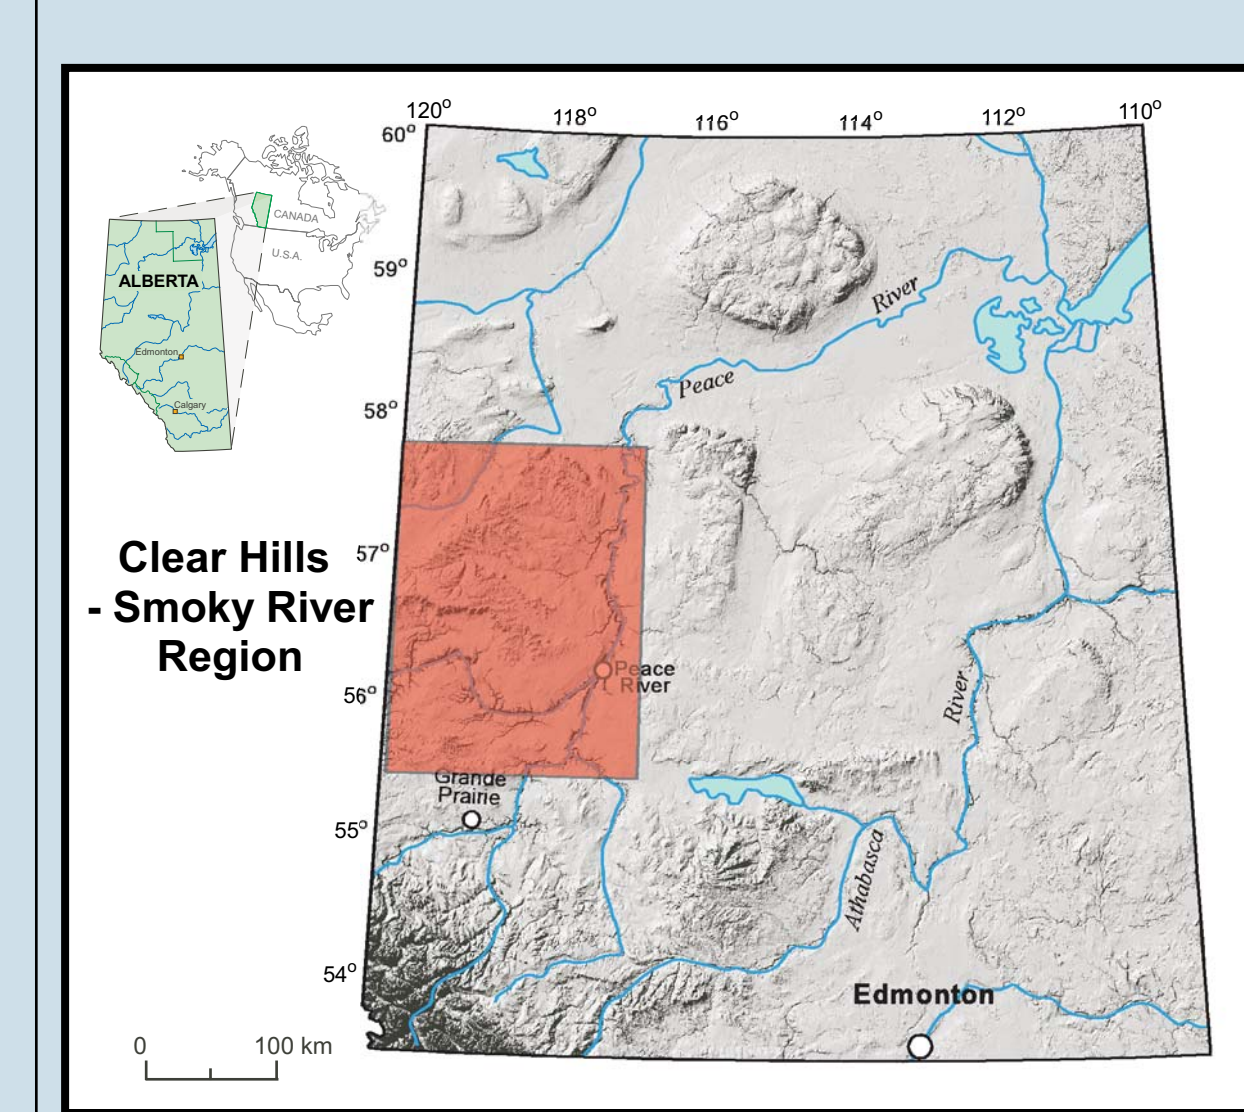 120° 118° 116° 114° 112° 110°
60°
59°
58°
57°
56°
55°
54°
CANADA
U.S.A.
ALBERTA
Edmonton
Calgary
Clear Hills
- Smoky River
Region
River
Peace
Peace
River
Grande
Prairie
River
Athabasca
Edmonton
0 100 km